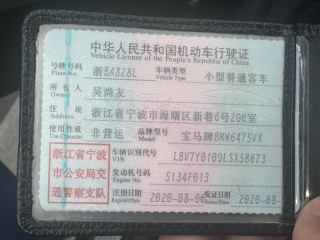 中华人民共和国机动车行驶证
Vehicle License of the People's Republic of China
号牌号码 浙BA828L 车辆类型 小型普通客车
Plate No. Vehicle Type
所有人 吴尚友
Owner
住址 浙江省宁波市海曙区新巷6号206室
Address
使用性质 非营运 品牌型号 宝马牌BMW6475VX
Use Character Model
浙江省宁波市公安局交通警察支队
车辆识别代号 LBV7Y0109LSX58673
VIN
发动机号码 5134F013
Engine No.
注册日期 2020-08 发证日期 2020-08
Register Date Issue Date